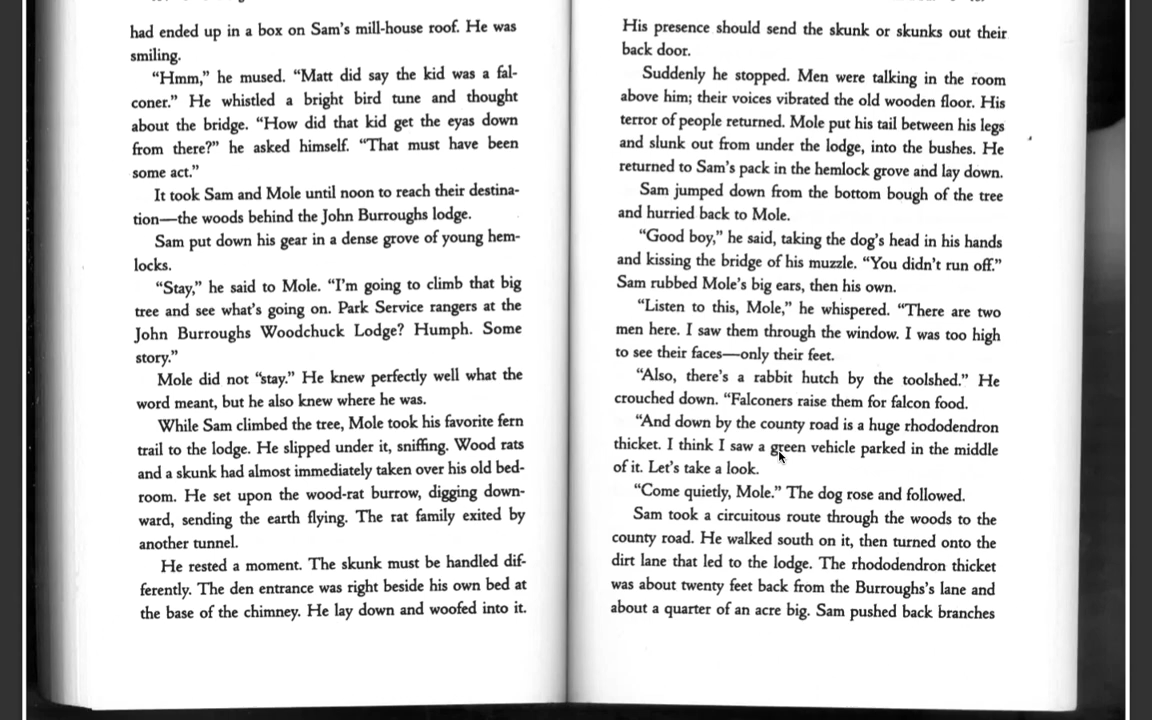 had ended up in a box on Sam's mill-house roof. He was
smiling.
"Hmm," he mused. "Matt did say the kid was a fal-
coner." He whistled a bright bird tune and thought
about the bridge. "How did that kid get the eyas down
from there?" he asked himself. "That must have been
some act."
It took Sam and Mole until noon to reach their destina-
tion—the woods behind the John Burroughs lodge.
Sam put down his gear in a dense grove of young hem-
locks.
"Stay," he said to Mole. "I'm going to climb that big
tree and see what's going on. Park Service rangers at the
John Burroughs Woodchuck Lodge? Humph. Some
story."
Mole did not "stay." He knew perfectly well what the
word meant, but he also knew where he was.
While Sam climbed the tree, Mole took his favorite fern
trail to the lodge. He slipped under it, sniffing. Wood rats
and a skunk had almost immediately taken over his old bed-
room. He set upon the wood-rat burrow, digging down-
ward, sending the earth flying. The rat family exited by
another tunnel.
He rested a moment. The skunk must be handled dif-
ferently. The den entrance was right beside his own bed at
the base of the chimney. He lay down and woofed into it.
His presence should send the skunk or skunks out their
back door.
Suddenly he stopped. Men were talking in the room
above him; their voices vibrated the old wooden floor. His
terror of people returned. Mole put his tail between his legs
and slunk out from under the lodge, into the bushes. He
returned to Sam's pack in the hemlock grove and lay down.
Sam jumped down from the bottom bough of the tree
and hurried back to Mole.
"Good boy," he said, taking the dog's head in his hands
and kissing the bridge of his muzzle. "You didn't run off."
Sam rubbed Mole's big ears, then his own.
"Listen to this, Mole," he whispered. "There are two
men here. I saw them through the window. I was too high
to see their faces—only their feet.
"Also, there's a rabbit hutch by the toolshed." He
crouched down. "Falconers raise them for falcon food.
"And down by the county road is a huge rhododendron
thicket. I think I saw a green vehicle parked in the middle
of it. Let's take a look.
"Come quietly, Mole." The dog rose and followed.
Sam took a circuitous route through the woods to the
county road. He walked south on it, then turned onto the
dirt lane that led to the lodge. The rhododendron thicket
was about twenty feet back from the Burroughs's lane and
about a quarter of an acre big. Sam pushed back branches